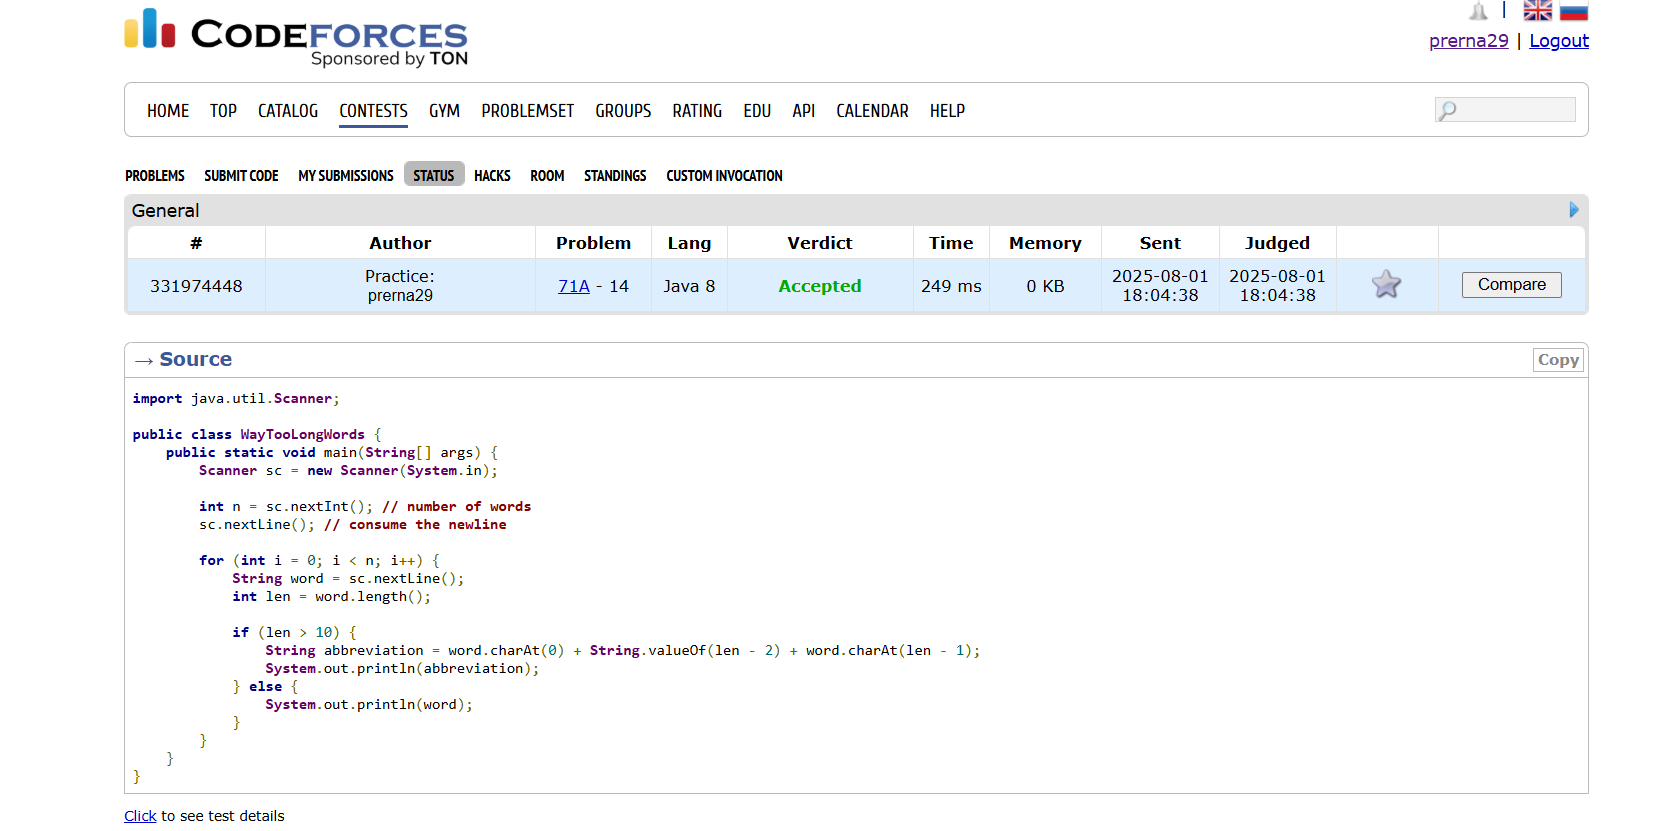 CODEFORCES
Sponsored by TON
|
prerna29 | Logout
HOME TOP CATALOG CONTESTS GYM PROBLEMSET GROUPS RATING EDU API CALENDAR HELP
PROBLEMS SUBMIT CODE MY SUBMISSIONS STATUS HACKS ROOM STANDINGS CUSTOM INVOCATION
General
# Author Problem Lang Verdict Time Memory Sent Judged
331974448 Practice: prerna29 71A - 14 Java 8 Accepted 249 ms 0 KB 2025-08-01 18:04:38 2025-08-01 18:04:38 Compare
→ Source Copy
import java.util.Scanner;
public class WayTooLongWords {
    public static void main(String[] args) {
        Scanner sc = new Scanner(System.in);
        int n = sc.nextInt(); // number of words
        sc.nextLine(); // consume the newline
        for (int i = 0; i < n; i++) {
            String word = sc.nextLine();
            int len = word.length();
            if (len > 10) {
                String abbreviation = word.charAt(0) + String.valueOf(len - 2) + word.charAt(len - 1);
                System.out.println(abbreviation);
            } else {
                System.out.println(word);
            }
        }
    }
}
Click to see test details